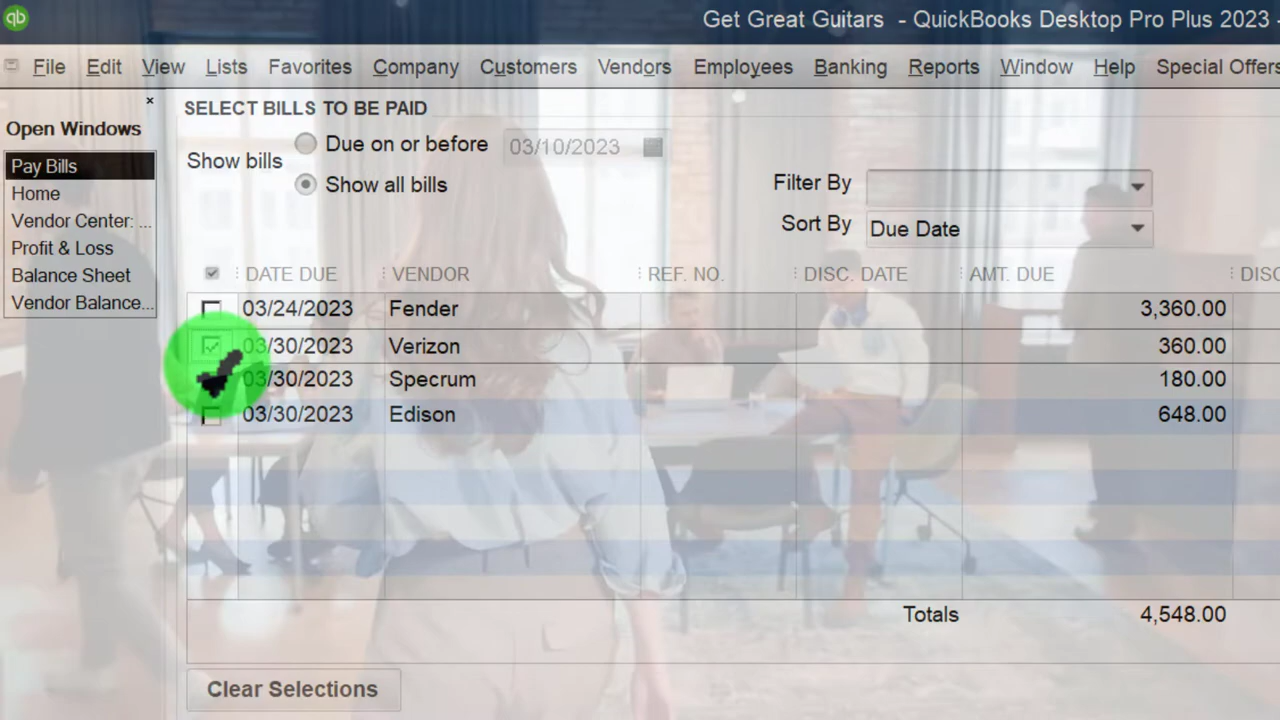 qb
Get Great Guitars - QuickBooks Desktop Pro Plus 2023 -
File Edit View Lists Favorites Company Customers Vendors Employees Banking Reports Window Help Special Offers
SELECT BILLS TO BE PAID
Open Windows
Show bills
Due on or before 03/10/2023
Show all bills
Filter By
Sort By Due Date
Pay Bills
Home
Vendor Center: ...
Profit & Loss
Balance Sheet
Vendor Balance...
DATE DUE VENDOR REF. NO. DISC. DATE AMT. DUE DISC
03/24/2023 Fender 3,360.00
03/30/2023 Verizon 360.00
03/30/2023 Specrum 180.00
03/30/2023 Edison 648.00
Totals 4,548.00
Clear Selections